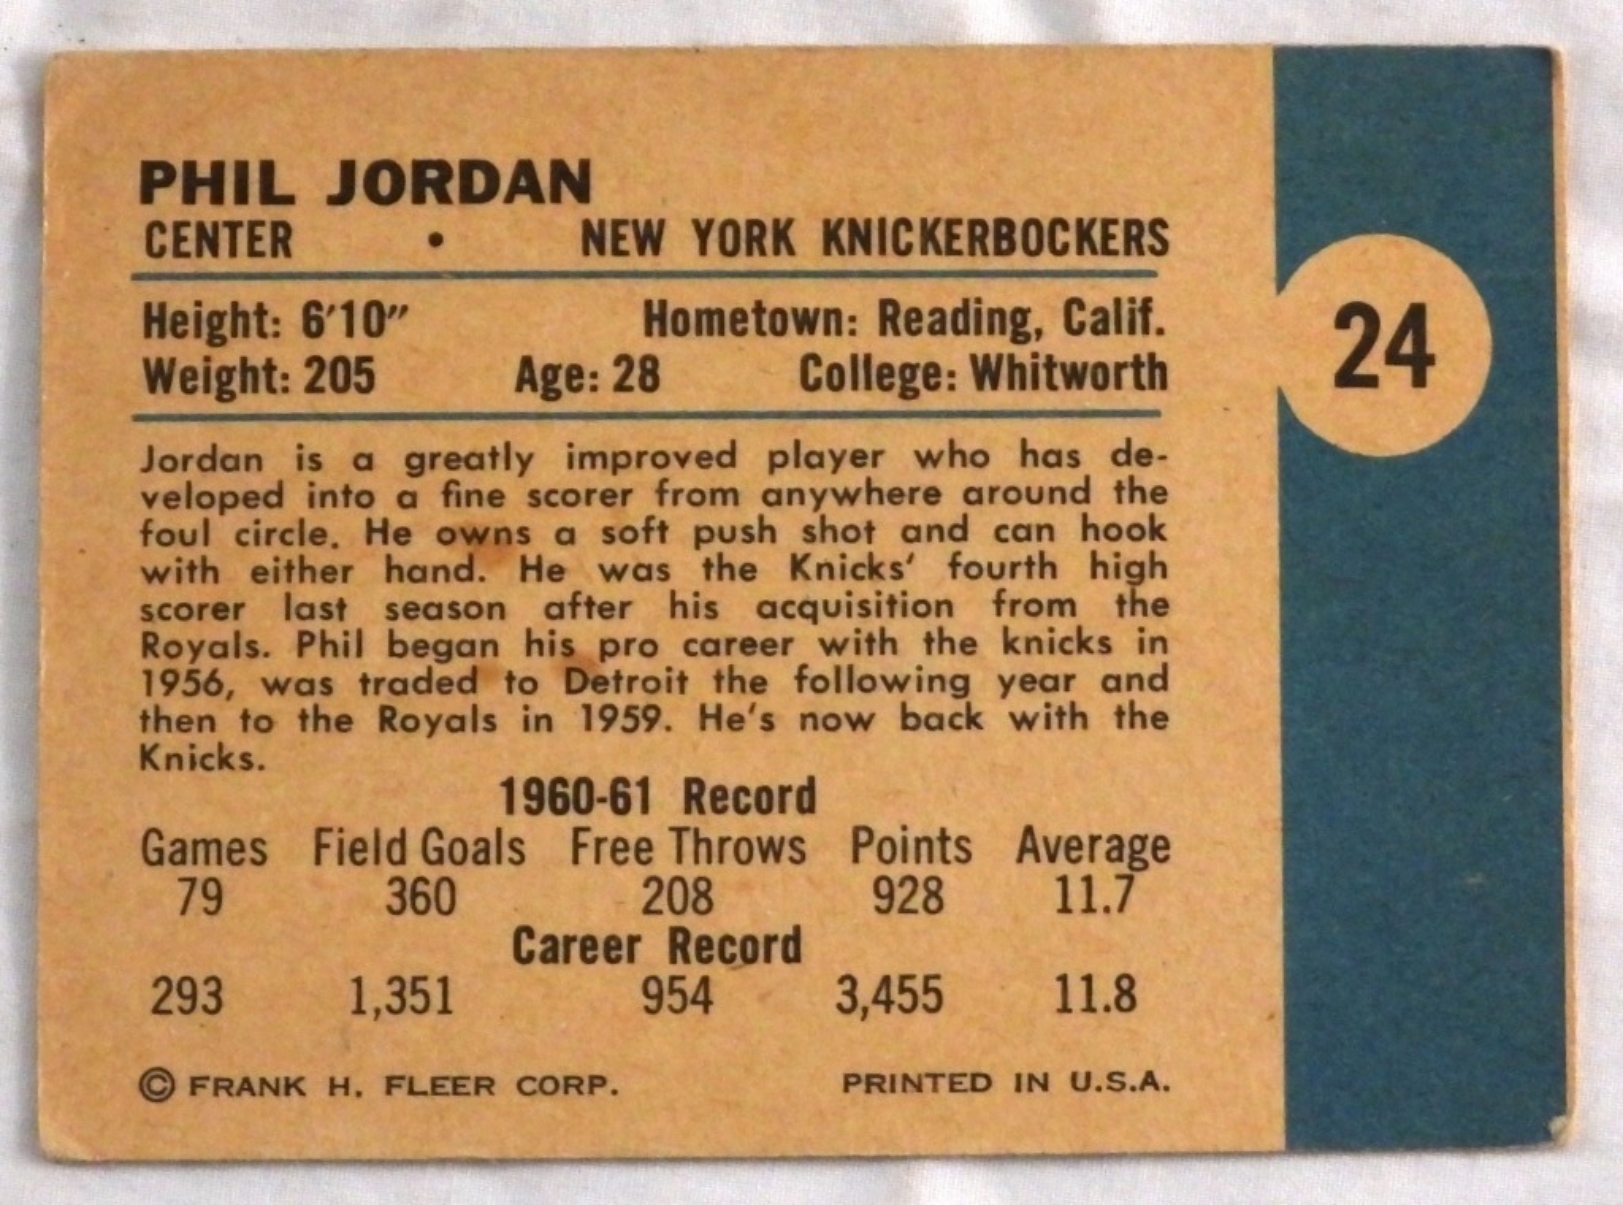 PHIL JORDAN
CENTER • NEW YORK KNICKERBOCKERS
Height: 6'10" Hometown: Reading, Calif.
Weight: 205 Age: 28 College: Whitworth
24
Jordan is a greatly improved player who has de-
veloped into a fine scorer from anywhere around the
foul circle. He owns a soft push shot and can hook
with either hand. He was the Knicks' fourth high
scorer last season after his acquisition from the
Royals. Phil began his pro career with the knicks in
1956, was traded to Detroit the following year and
then to the Royals in 1959. He's now back with the
Knicks.
1960-61 Record
Games Field Goals Free Throws Points Average
79 360 208 928 11.7
Career Record
293 1,351 954 3,455 11.8
© FRANK H. FLEER CORP. PRINTED IN U.S.A.